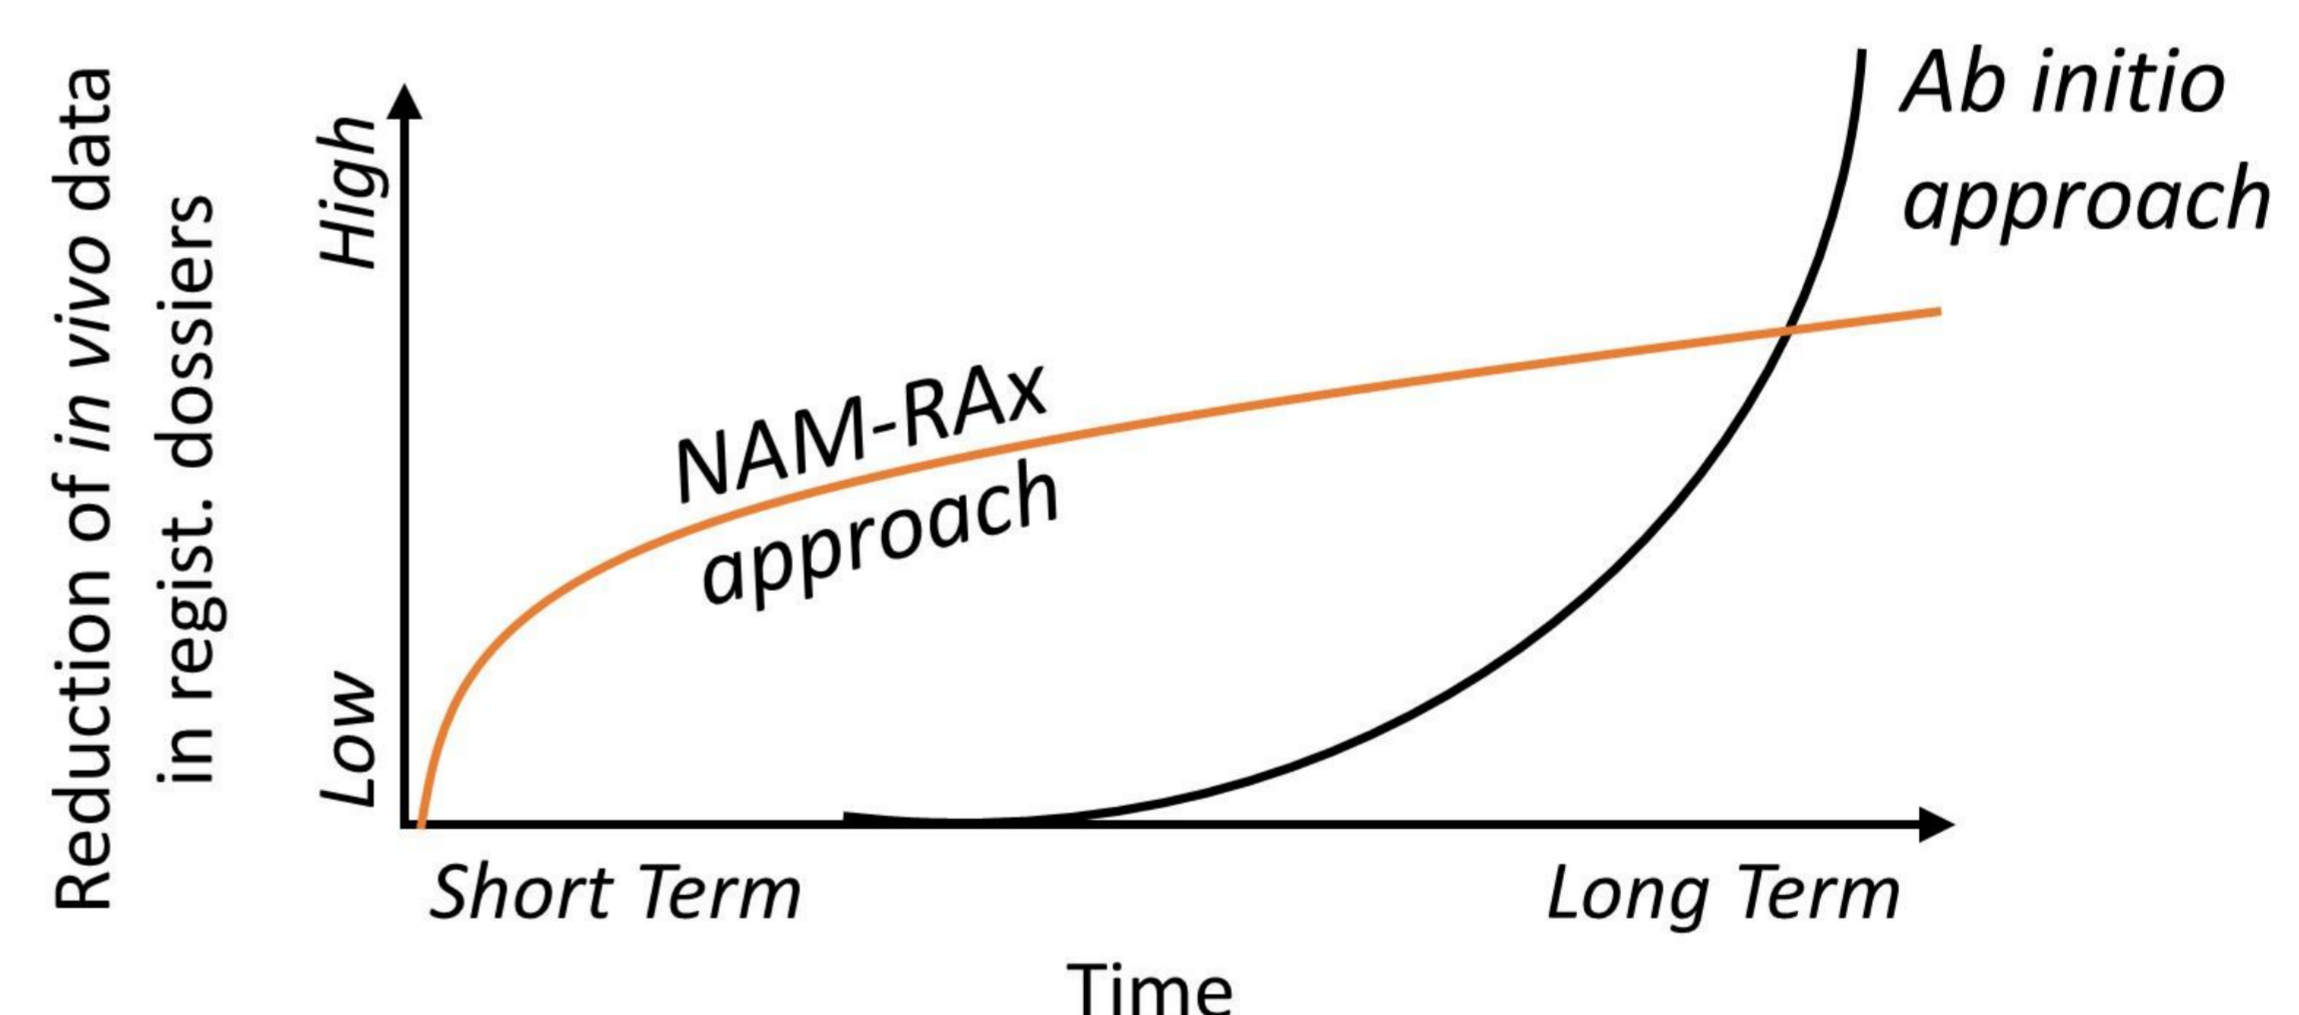 Reduction of in vivo data
in regist. dossiers
High
Low
NAM-RAx
approach
Ab initio
approach
Short Term
Long Term
Time